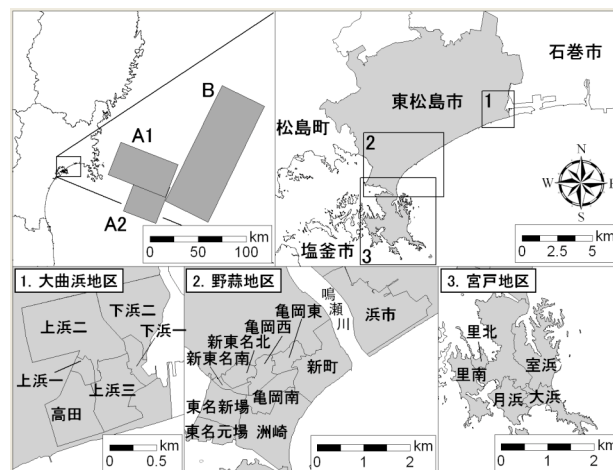 A1
B
A2
km
0 25 50 100
東松島市
石巻市
松島町
塩釜市
1
2
3
N
W E
S
km
0 2.5 5
1. 大曲浜地区
上浜二
下浜二
下浜一
上浜一
上浜三
高田
km
0 0.5
2. 野蒜地区
鳴瀬川
浜市
亀岡東
亀岡西
新東名北
新東名南
新町
亀岡南
東名新場
東名元場
洲崎
km
0 1 2
3. 宮戸地区
里北
里南
室浜
月浜
大浜
km
0 1 2